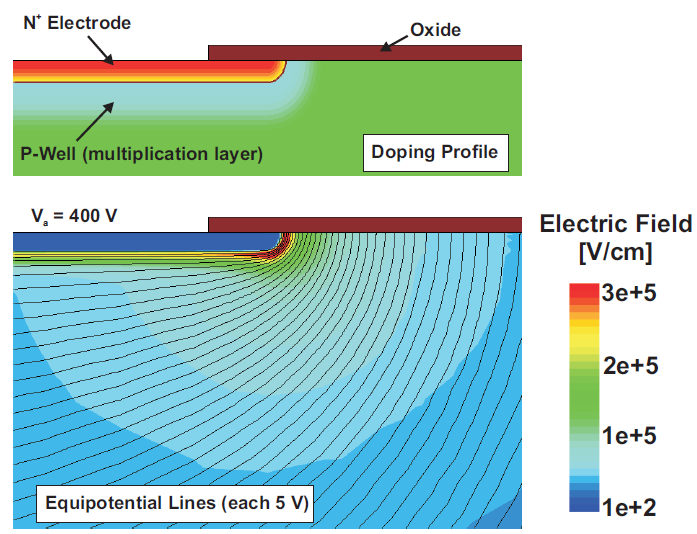 N⁺ Electrode
Oxide
P-Well (multiplication layer)
Doping Profile
Vₐ = 400 V
Electric Field
[V/cm]
3e+5
2e+5
1e+5
1e+2
Equipotential Lines (each 5 V)